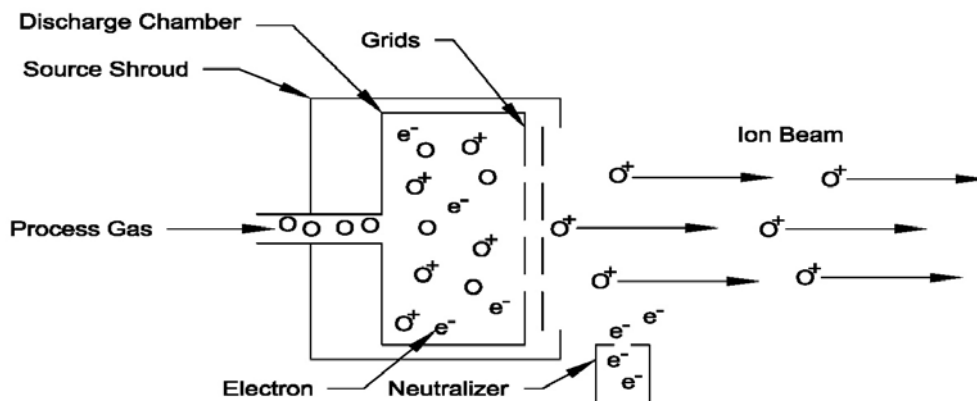 Discharge Chamber
Grids
Source Shroud
Ion Beam
e⁻
O⁺
O⁺
O
O⁺
O
O⁺
e⁻
Process Gas
O O O O
O
O⁺
O⁺
O⁺
O⁺
O
O⁺
O⁺
e⁻
O⁺
e⁻
e⁻
e⁻
Electron
Neutralizer
e⁻
e⁻